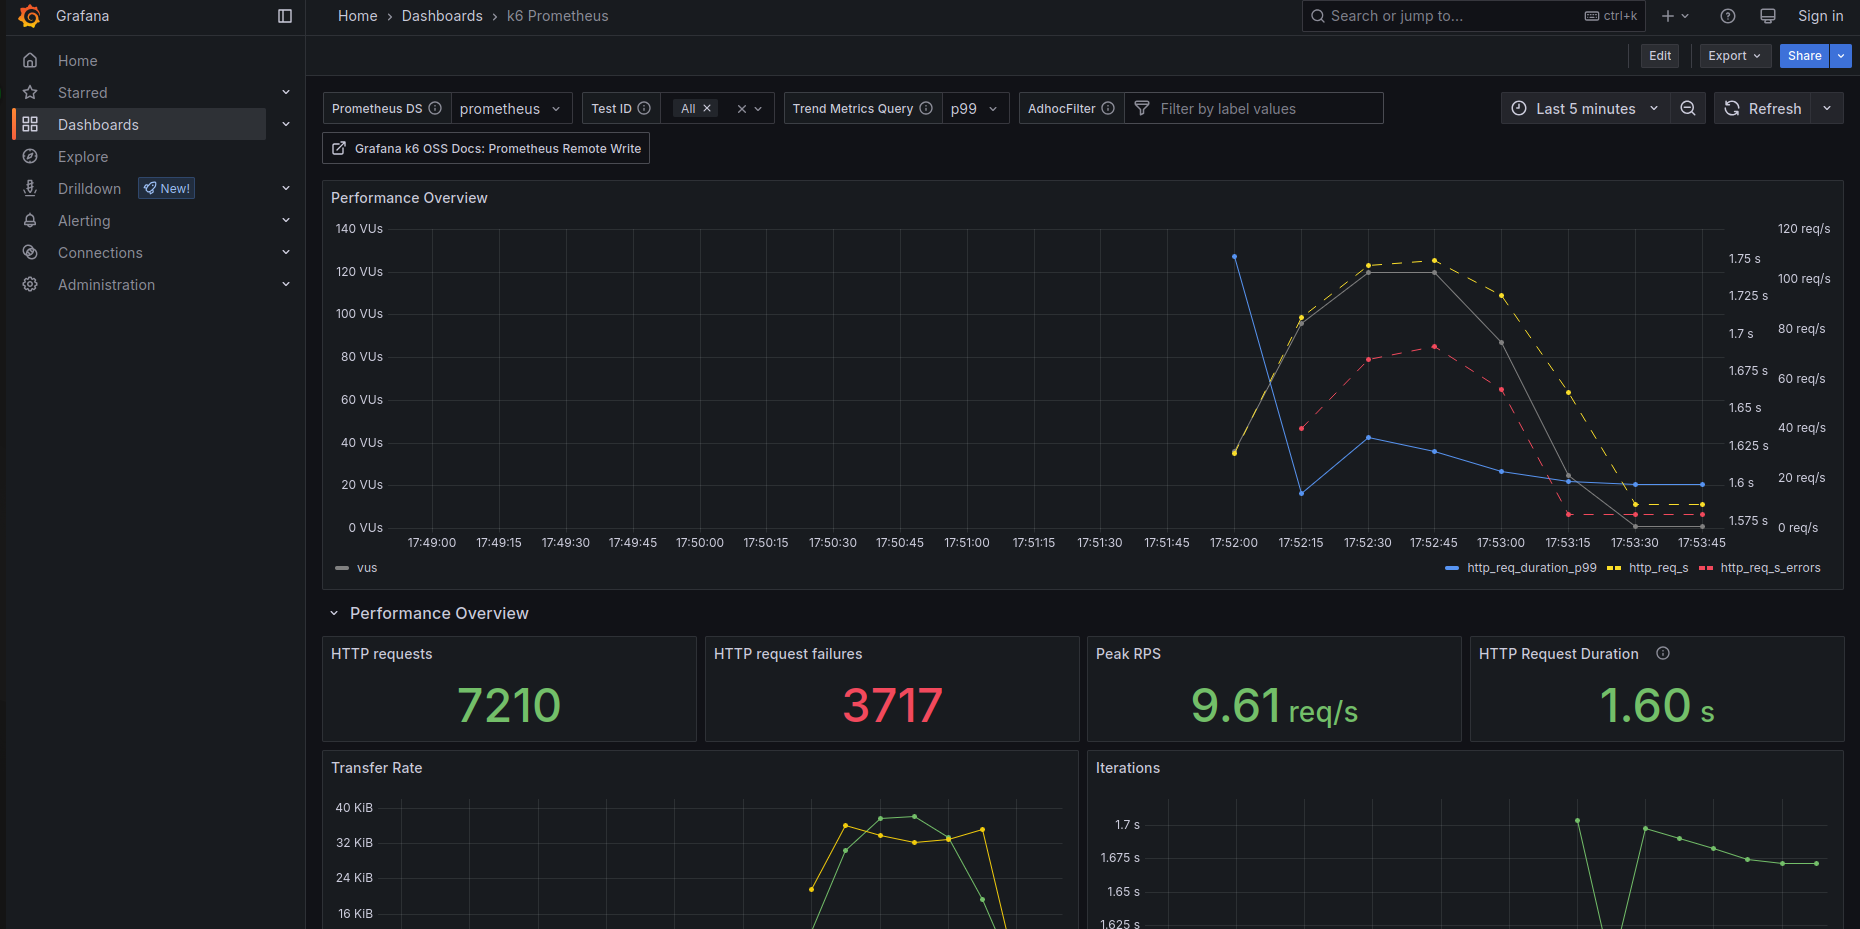 Grafana
Home › Dashboards › k6 Prometheus
Search or jump to... ctrl+k
Sign in
Edit Export Share
Home
Starred
Dashboards
Explore
Drilldown New!
Alerting
Connections
Administration
Prometheus DS prometheus Test ID All Trend Metrics Query p99 AdhocFilter Filter by label values Last 5 minutes Refresh
Grafana k6 OSS Docs: Prometheus Remote Write
Performance Overview
140 VUs
120 VUs
100 VUs
80 VUs
60 VUs
40 VUs
20 VUs
0 VUs
1.75 s
1.725 s
1.7 s
1.675 s
1.65 s
1.625 s
1.6 s
1.575 s
120 req/s
100 req/s
80 req/s
60 req/s
40 req/s
20 req/s
0 req/s
17:49:00 17:49:15 17:49:30 17:49:45 17:50:00 17:50:15 17:50:30 17:50:45 17:51:00 17:51:15 17:51:30 17:51:45 17:52:00 17:52:15 17:52:30 17:52:45 17:53:00 17:53:15 17:53:30 17:53:45
vus http_req_duration_p99 http_req_s http_req_s_errors
Performance Overview
HTTP requests
7210
HTTP request failures
3717
Peak RPS
9.61 req/s
HTTP Request Duration
1.60 s
Transfer Rate
40 KiB
32 KiB
24 KiB
16 KiB
Iterations
1.7 s
1.675 s
1.65 s
1.625 s